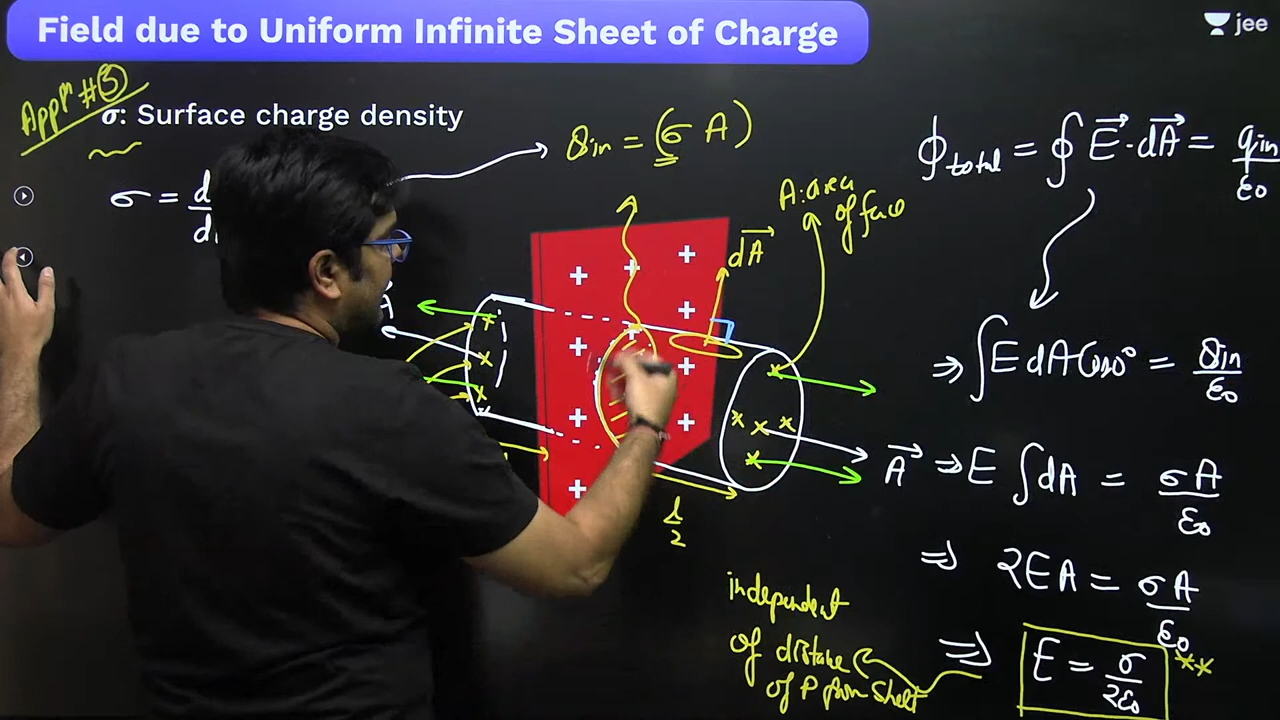 Field due to Uniform Infinite Sheet of Charge
jee
Appn #3
σ: Surface charge density
σ = d
d
Qin = (σ A)
ϕtotal = ∮ E⃗·dA⃗ = qin/ε0
A: area
of face
dA⃗
A
⇒ ∫E dA Cos0° = Qin/ε0
A⃗
⇒ E ∫dA = σA/ε0
l/2
⇒ 2EA = σA/ε0
independent
of distance
of P from sheet
⇒ E = σ/2ε0 **